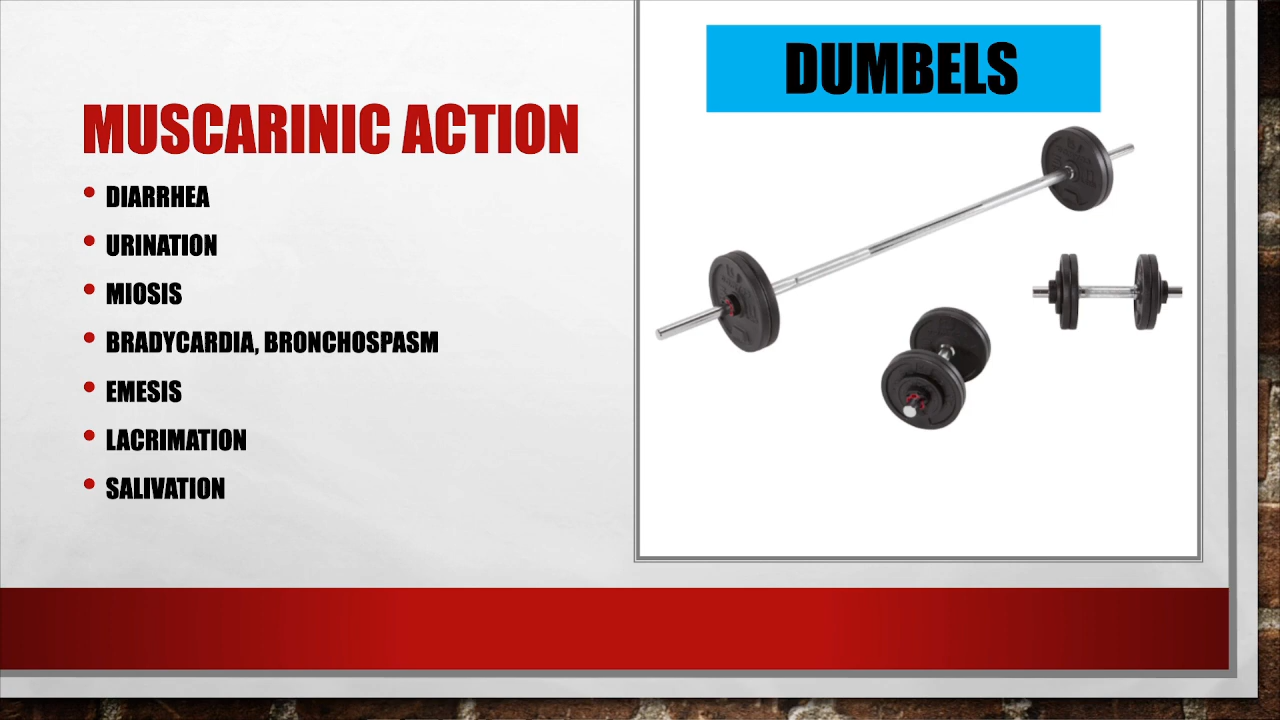 MUSCARINIC ACTION
• DIARRHEA
• URINATION
• MIOSIS
• BRADYCARDIA, BRONCHOSPASM
• EMESIS
• LACRIMATION
• SALIVATION
DUMBELS